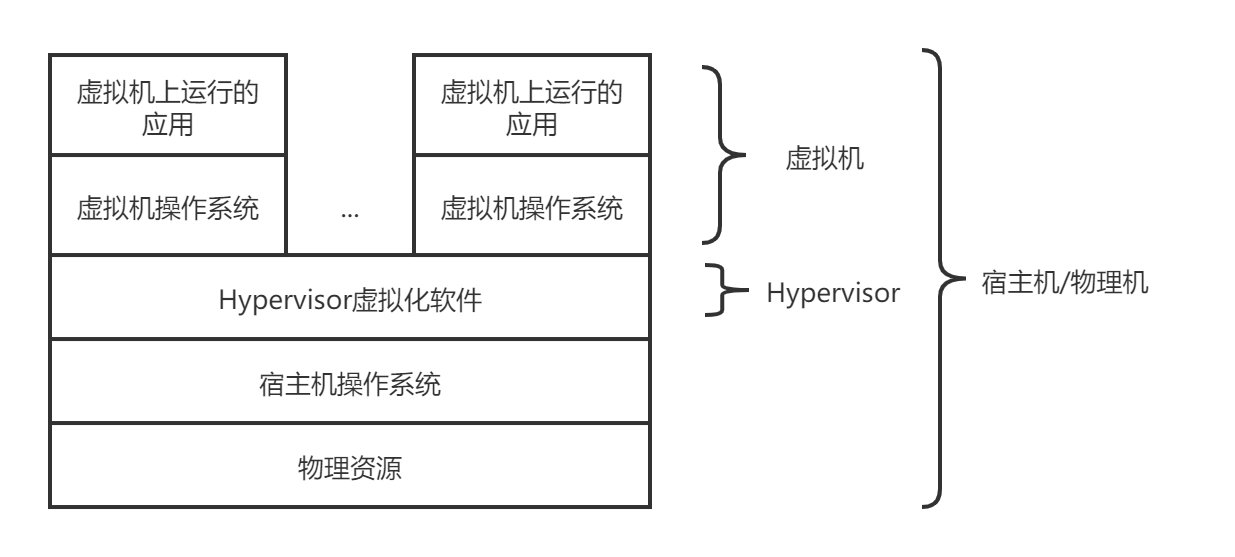 虚拟机上运行的
应用
虚拟机上运行的
应用
虚拟机
虚拟机操作系统
...
虚拟机操作系统
宿主机/物理机
Hypervisor虚拟化软件
Hypervisor
宿主机操作系统
物理资源